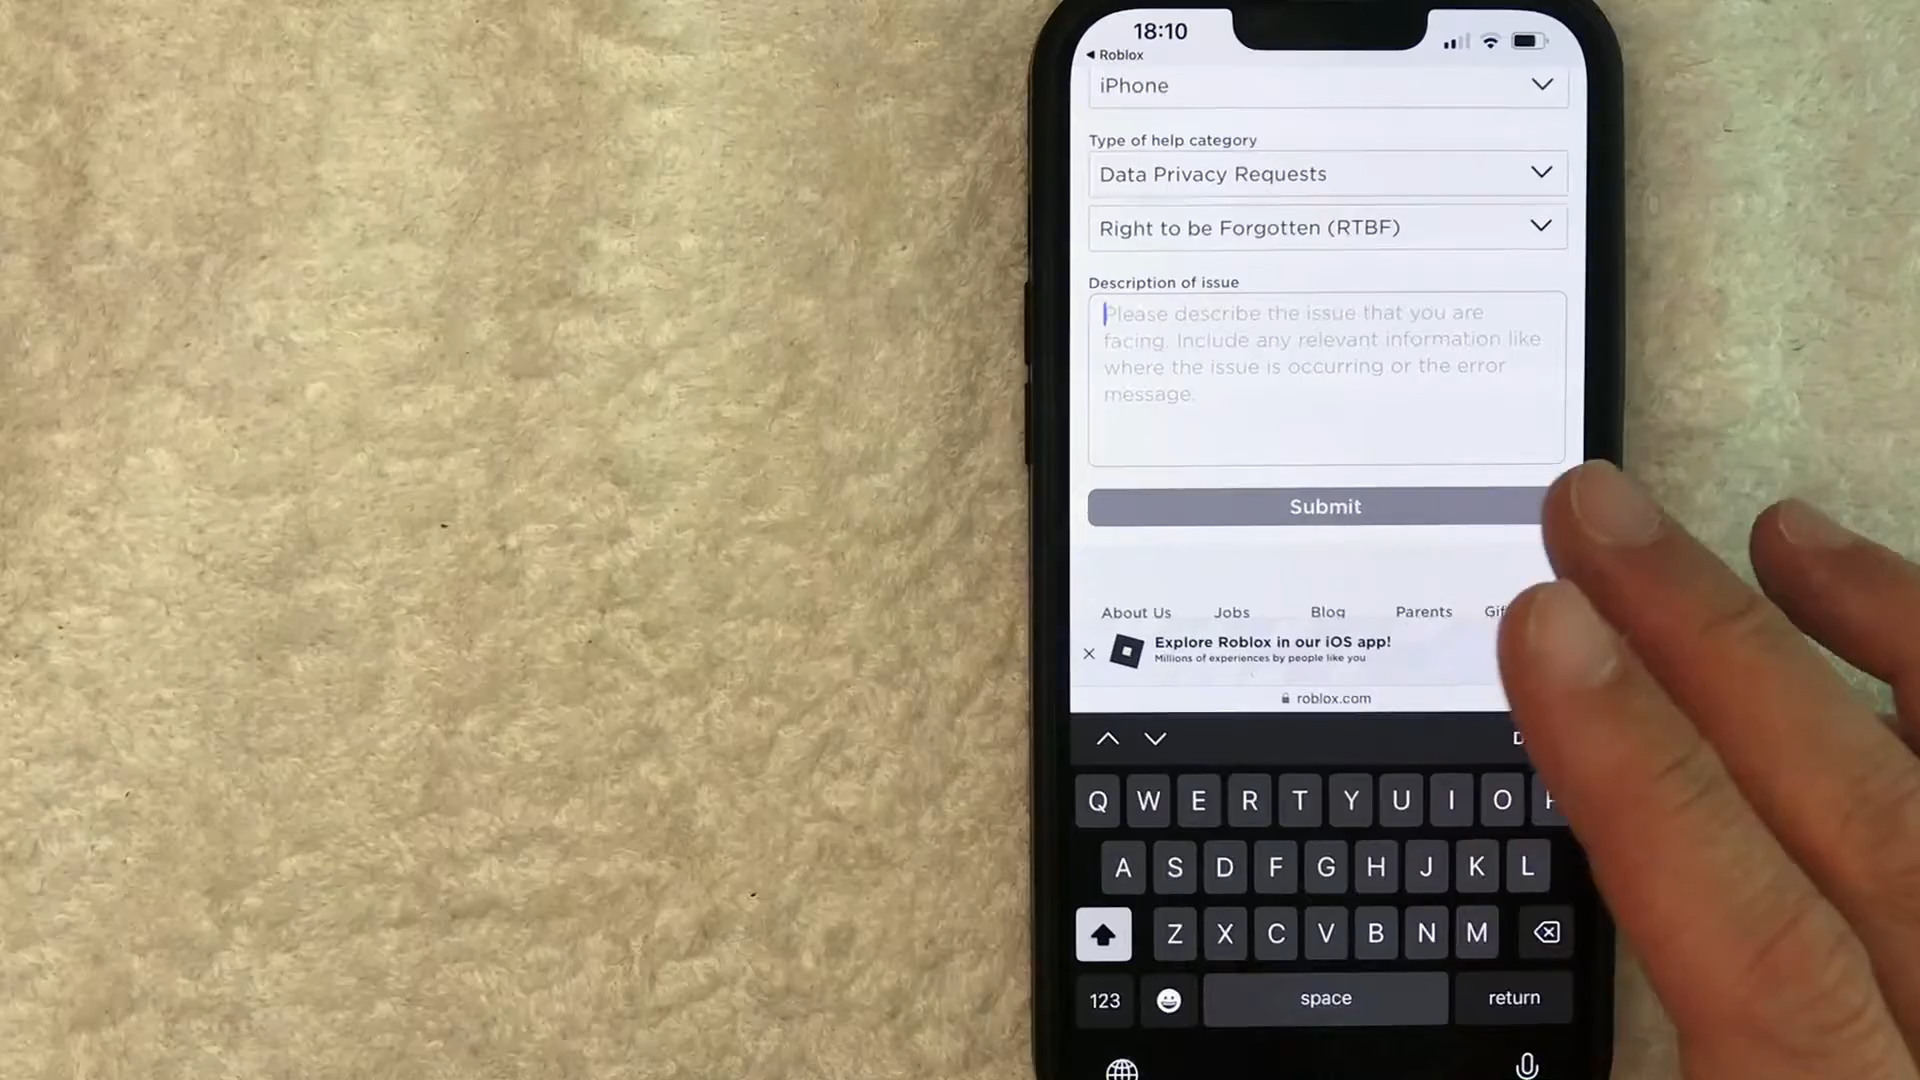 18:10
Roblox
iPhone
Type of help category
Data Privacy Requests
Right to be Forgotten (RTBF)
Description of issue
Please describe the issue that you are
facing. Include any relevant information like
where the issue is occurring or the error
message.
Submit
About Us Jobs Blog Parents
Explore Roblox in our iOS app!
Millions of experiences by people like you
roblox.com
Q W E R T Y U I O P
A S D F G H J K L
Z X C V B N M
123 space return